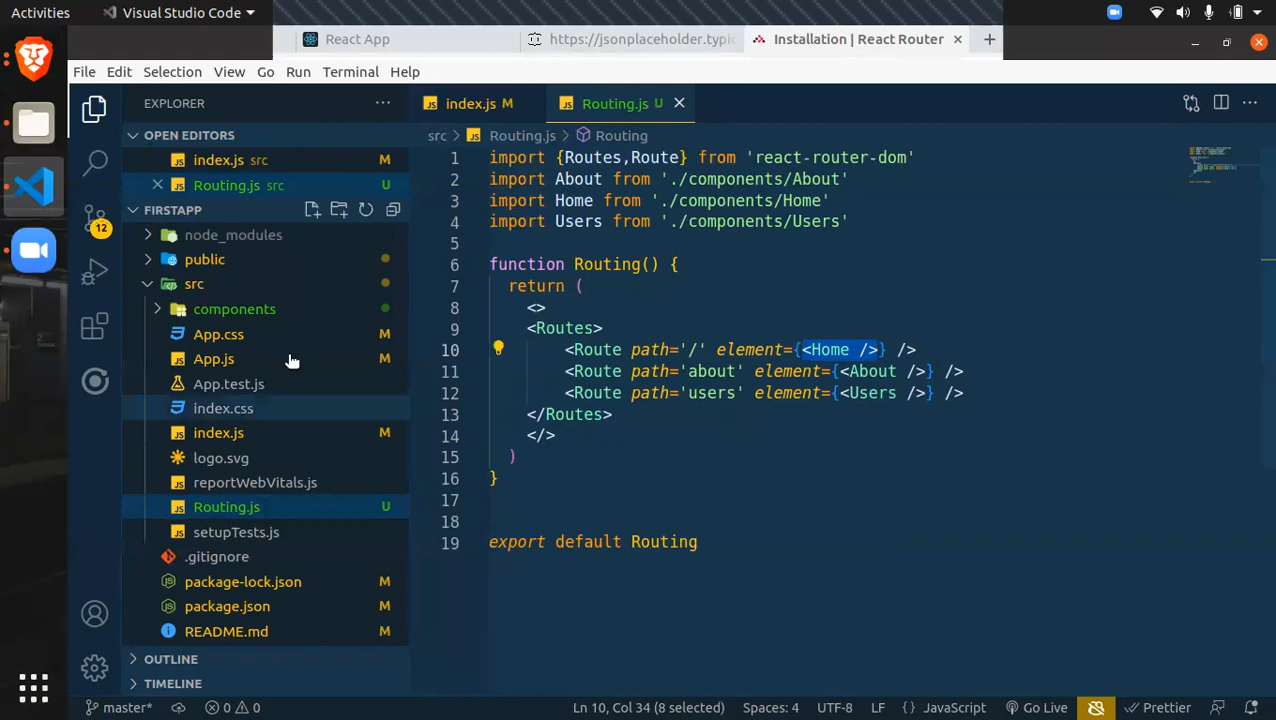 Activities Visual Studio Code
React App https://jsonplaceholder.typic Installation | React Router
File Edit Selection View Go Run Terminal Help
EXPLORER
OPEN EDITORS
index.js src M
Routing.js src U
FIRSTAPP
node_modules
public
src
components
App.css M
App.js M
App.test.js
index.css
index.js M
logo.svg
reportWebVitals.js
Routing.js U
setupTests.js
.gitignore
package-lock.json M
package.json M
README.md M
OUTLINE
TIMELINE
12
index.js M Routing.js U
src > Routing.js > Routing
1 import {Routes,Route} from 'react-router-dom'
2 import About from './components/About'
3 import Home from './components/Home'
4 import Users from './components/Users'
5
6 function Routing() {
7 return (
8 <>
9 <Routes>
10 <Route path='/' element={<Home />} />
11 <Route path='about' element={<About />} />
12 <Route path='users' element={<Users />} />
13 </Routes>
14 </>
15 )
16 }
17
18
19 export default Routing
master* 0 0 Ln 10, Col 34 (8 selected) Spaces: 4 UTF-8 LF {} JavaScript Go Live Prettier